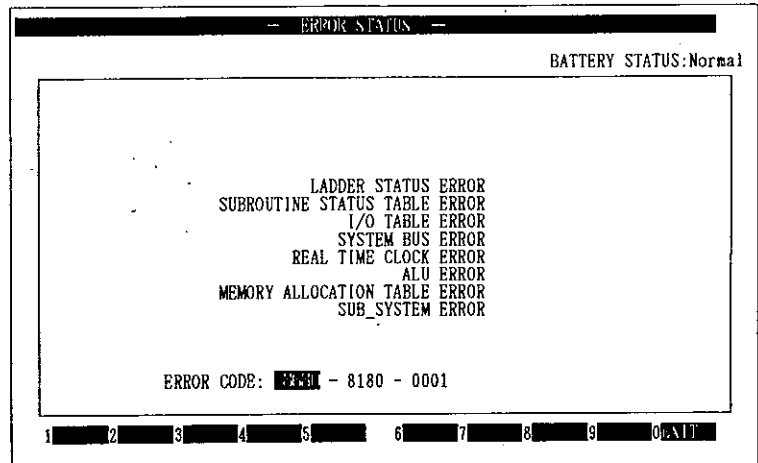 — ERROR STATUS —
BATTERY STATUS:Normal
LADDER STATUS ERROR
SUBROUTINE STATUS TABLE ERROR
I/O TABLE ERROR
SYSTEM BUS ERROR
REAL TIME CLOCK ERROR
ALU ERROR
MEMORY ALLOCATION TABLE ERROR
SUB_SYSTEM ERROR
ERROR CODE: - 8180 - 0001
1 2 3 4 5 6 7 8 9 0EXIT